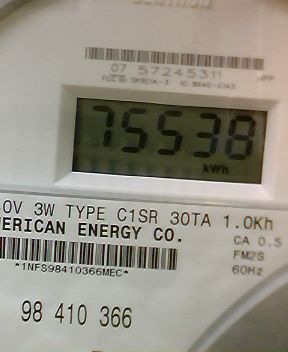 07 57245311
75538
kWh
0V 3W TYPE C1SR 30TA 1.0Kh
ERICAN ENERGY CO.
CA 0.5
*1NFS98410366MEC*
FM2S
60Hz
98 410 366